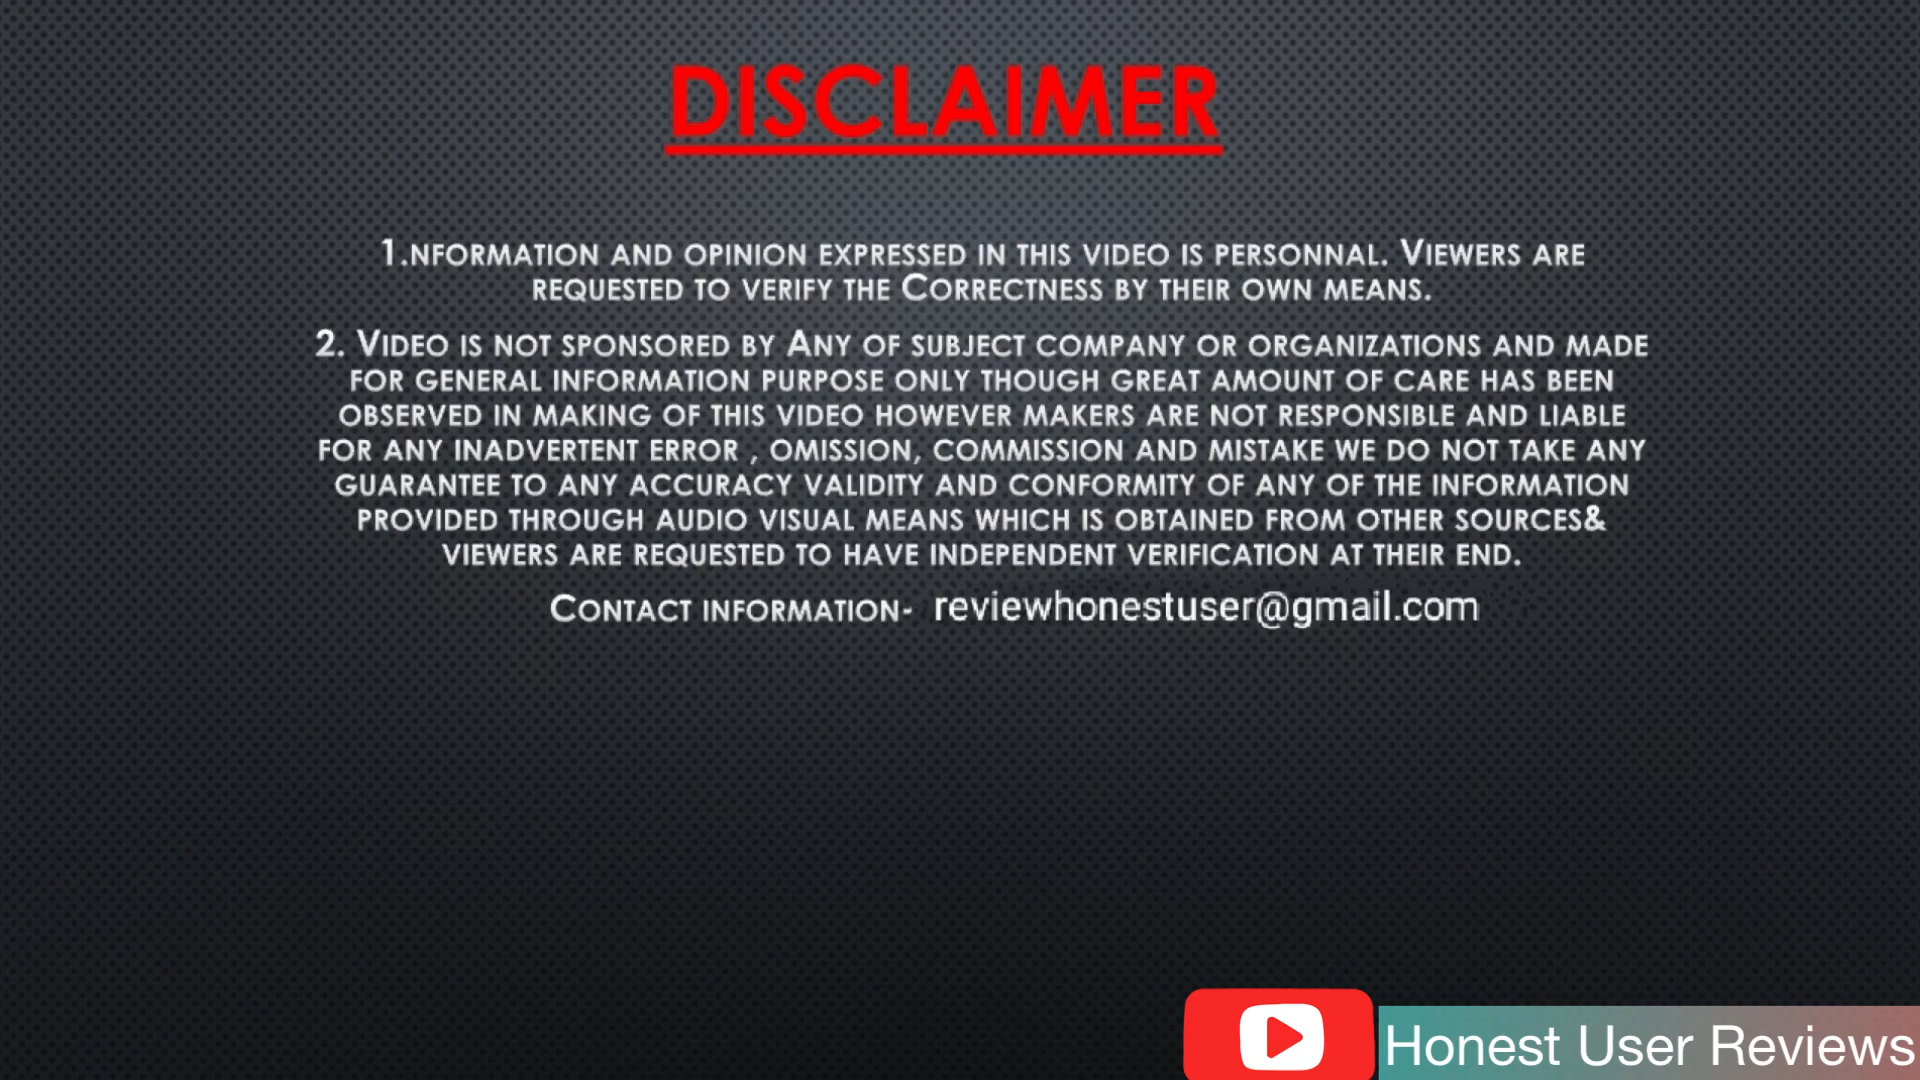 DISCLAIMER
1.NFORMATION AND OPINION EXPRESSED IN THIS VIDEO IS PERSONNAL. VIEWERS ARE
REQUESTED TO VERIFY THE CORRECTNESS BY THEIR OWN MEANS.
2. VIDEO IS NOT SPONSORED BY ANY OF SUBJECT COMPANY OR ORGANIZATIONS AND MADE
FOR GENERAL INFORMATION PURPOSE ONLY THOUGH GREAT AMOUNT OF CARE HAS BEEN
OBSERVED IN MAKING OF THIS VIDEO HOWEVER MAKERS ARE NOT RESPONSIBLE AND LIABLE
FOR ANY INADVERTENT ERROR , OMISSION, COMMISSION AND MISTAKE WE DO NOT TAKE ANY
GUARANTEE TO ANY ACCURACY VALIDITY AND CONFORMITY OF ANY OF THE INFORMATION
PROVIDED THROUGH AUDIO VISUAL MEANS WHICH IS OBTAINED FROM OTHER SOURCES&
VIEWERS ARE REQUESTED TO HAVE INDEPENDENT VERIFICATION AT THEIR END.
CONTACT INFORMATION- reviewhonestuser@gmail.com
Honest User Reviews